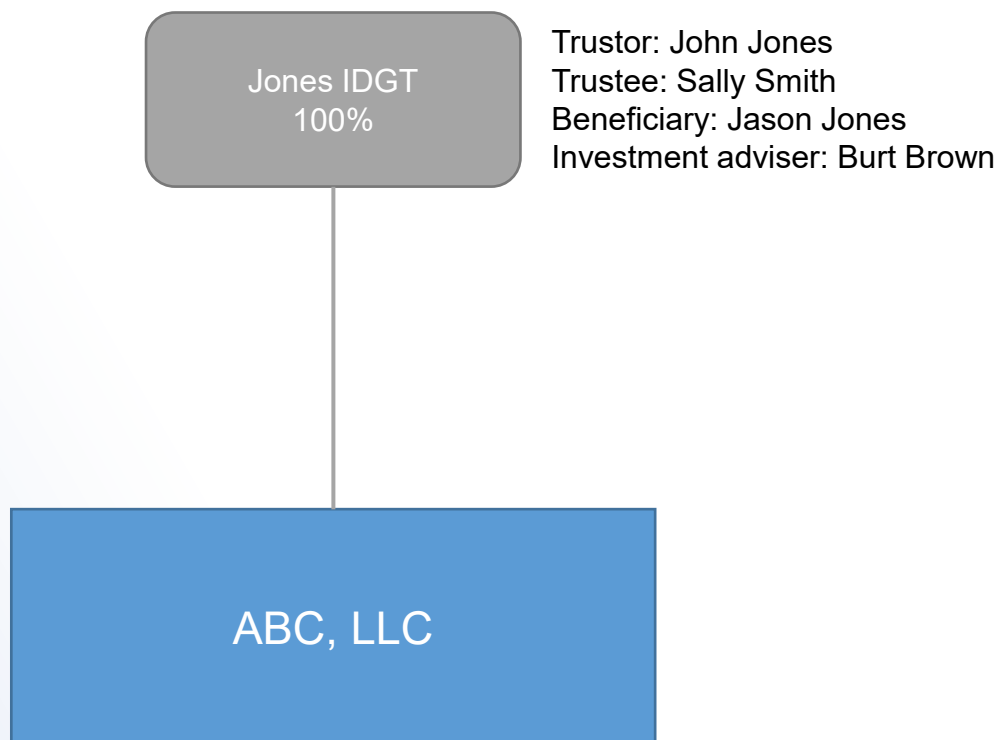 Jones IDGT
100%
Trustor: John Jones
Trustee: Sally Smith
Beneficiary: Jason Jones
Investment adviser: Burt Brown
ABC, LLC